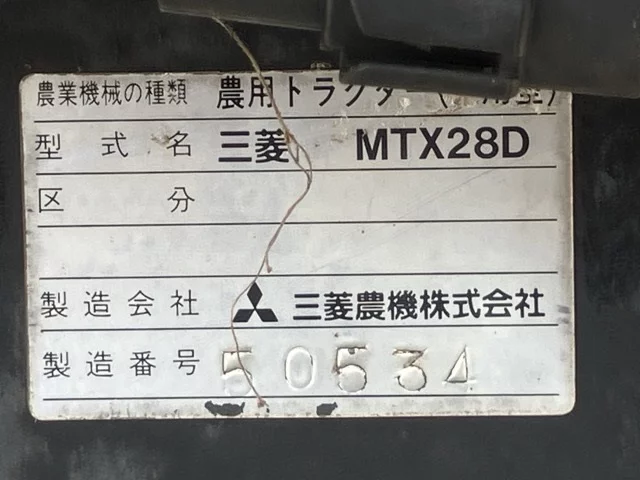 農業機械の種類 農用トラクター(
型式名 三菱 MTX28D
区分
製造会社 三菱農機株式会社
製造番号 50534